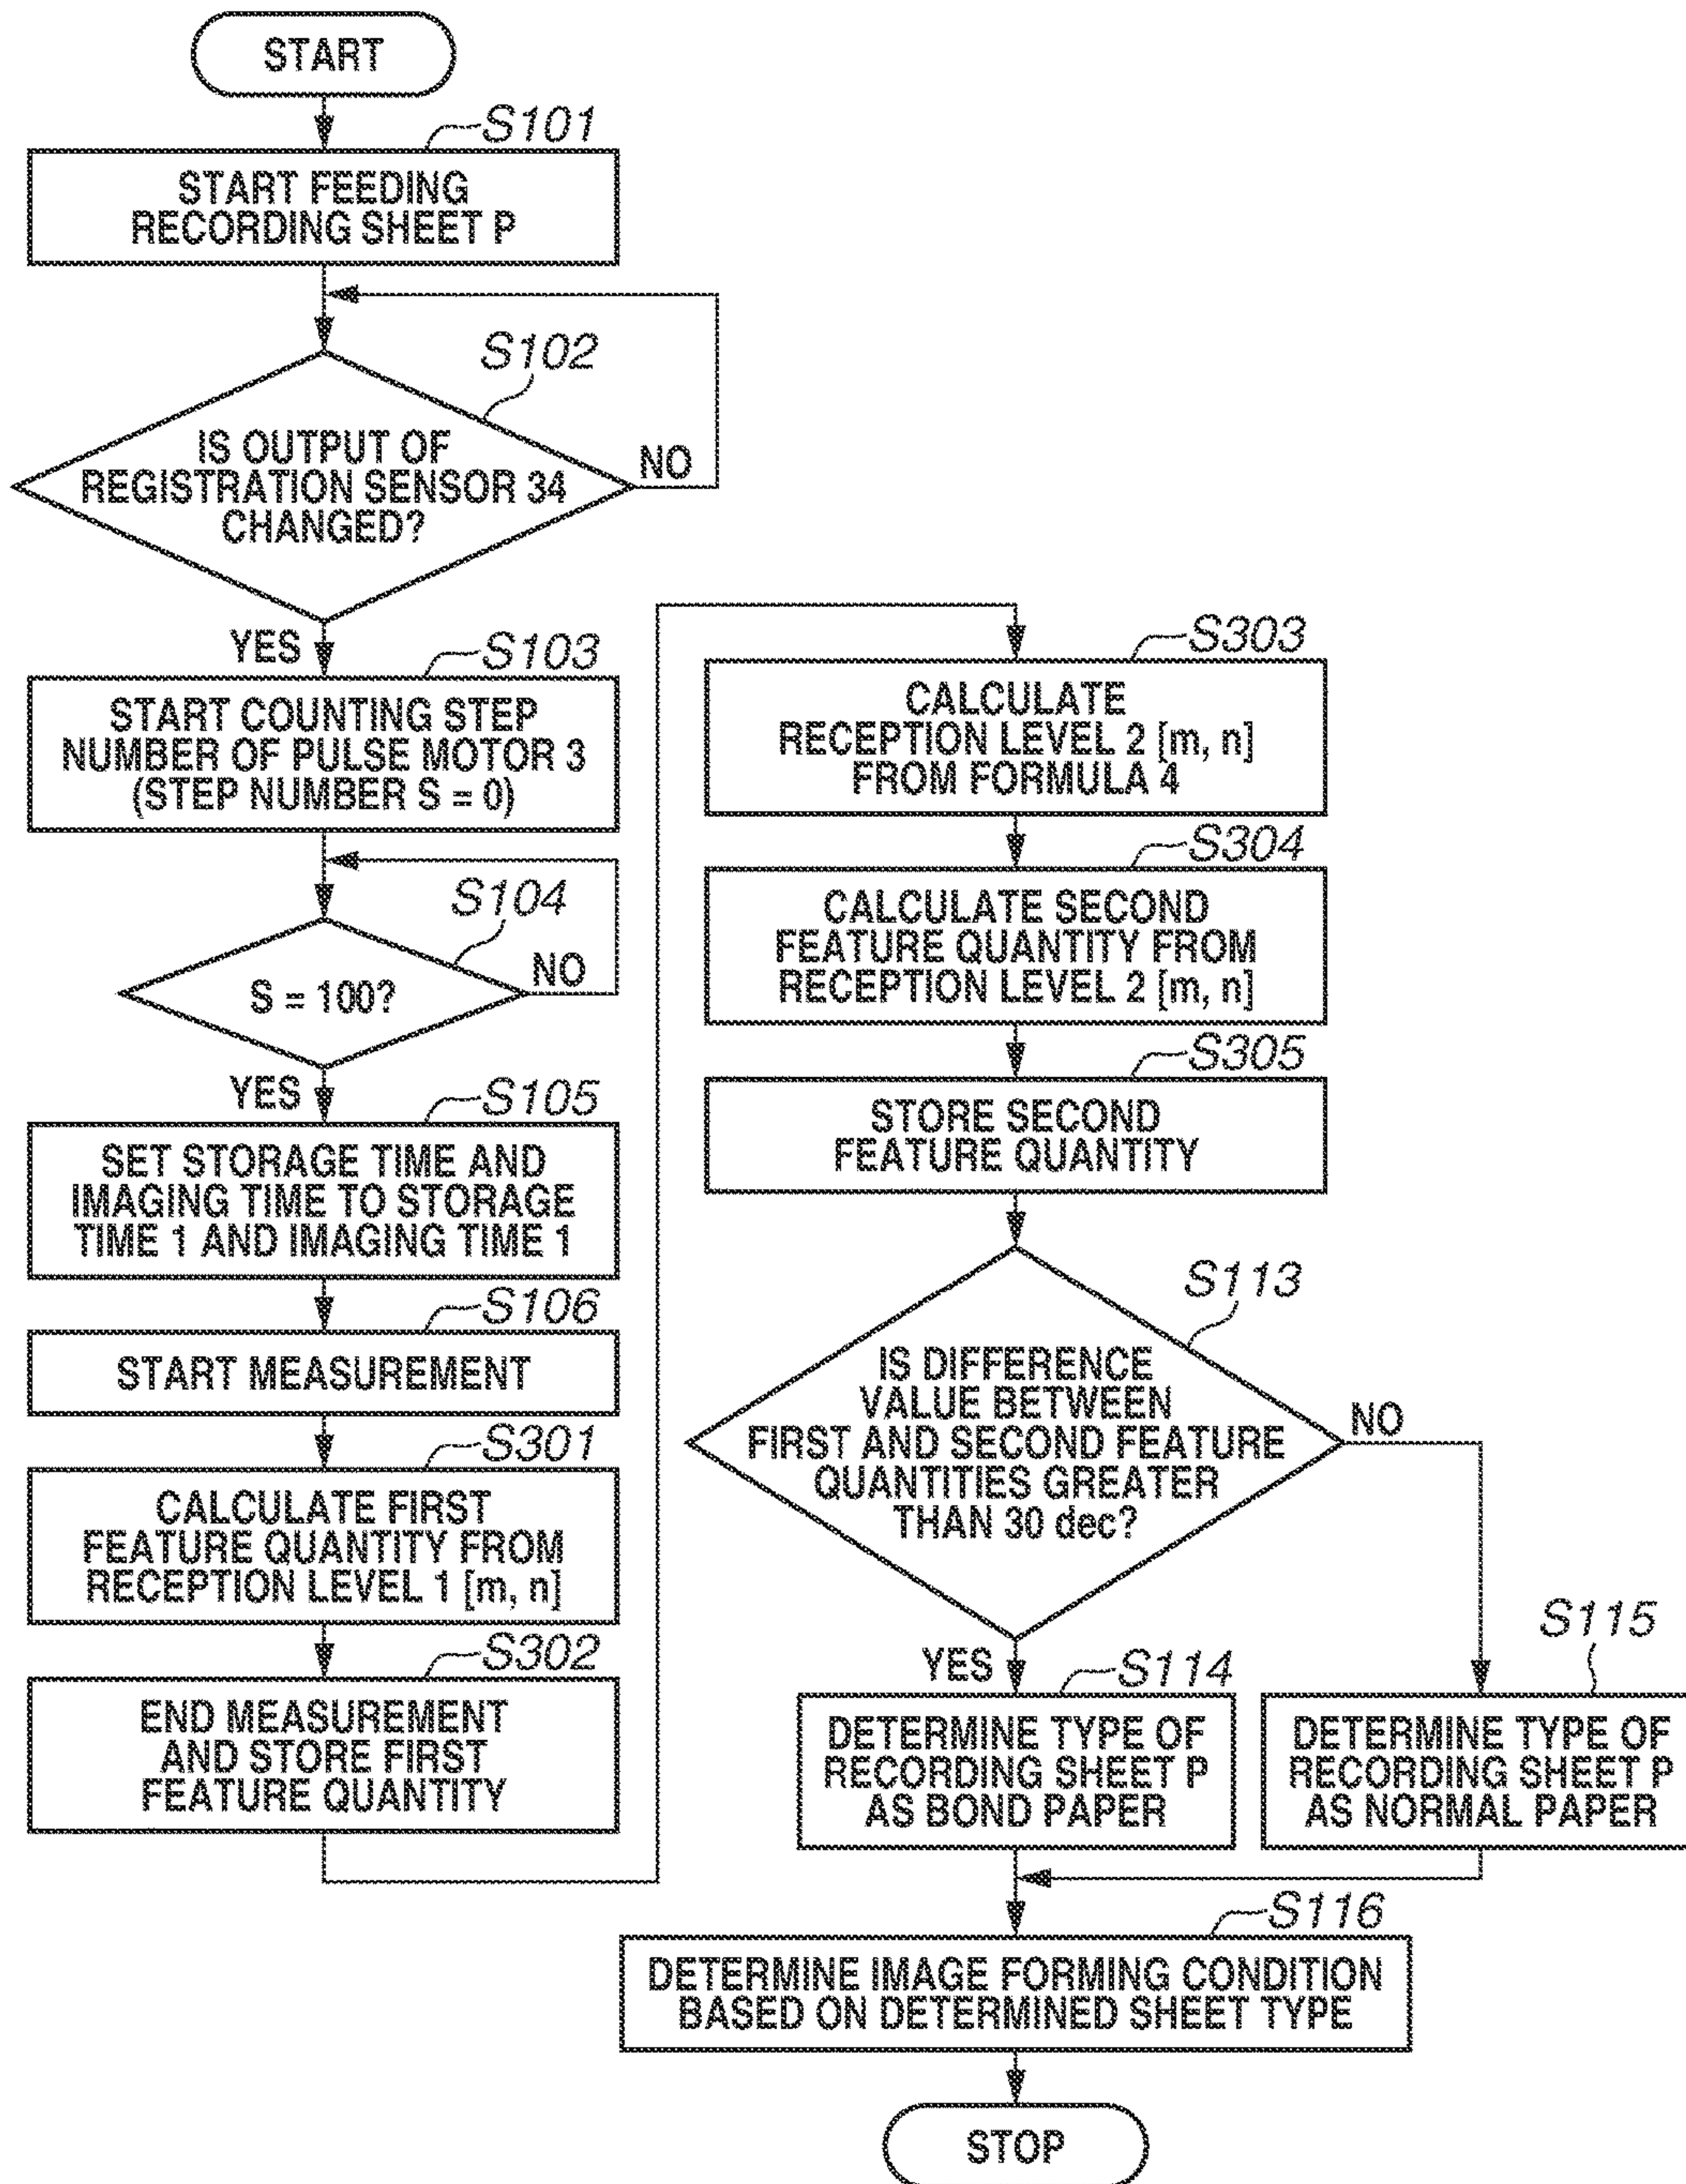 START
S101
START FEEDING
RECORDING SHEET P
S102
IS OUTPUT OF
REGISTRATION SENSOR 34
CHANGED?
NO
YES
S103
START COUNTING STEP
NUMBER OF PULSE MOTOR 3
(STEP NUMBER S = 0)
S104
S = 100?
NO
YES
S105
SET STORAGE TIME AND
IMAGING TIME TO STORAGE
TIME 1 AND IMAGING TIME 1
S106
START MEASUREMENT
S301
CALCULATE FIRST
FEATURE QUANTITY FROM
RECEPTION LEVEL 1 [m, n]
S302
END MEASUREMENT
AND STORE FIRST
FEATURE QUANTITY
S303
CALCULATE
RECEPTION LEVEL 2 [m, n]
FROM FORMULA 4
S304
CALCULATE SECOND
FEATURE QUANTITY FROM
RECEPTION LEVEL 2 [m, n]
S305
STORE SECOND
FEATURE QUANTITY
S113
IS DIFFERENCE
VALUE BETWEEN
FIRST AND SECOND FEATURE
QUANTITIES GREATER
THAN 30 dec?
NO
YES
S114
DETERMINE TYPE OF
RECORDING SHEET P
AS BOND PAPER
S115
DETERMINE TYPE OF
RECORDING SHEET P
AS NORMAL PAPER
S116
DETERMINE IMAGE FORMING CONDITION
BASED ON DETERMINED SHEET TYPE
STOP